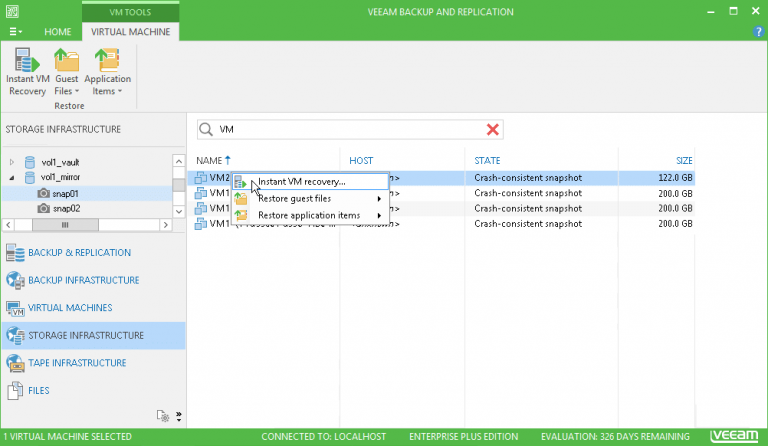 VM TOOLS
VEEAM BACKUP AND REPLICATION
HOME
VIRTUAL MACHINE
Instant VM Recovery
Guest Files
Application Items
Restore
STORAGE INFRASTRUCTURE
VM
vol1_vault
vol1_mirror
snap01
snap02
NAME HOST STATE SIZE
VM2 Crash-consistent snapshot 122.0 GB
VM1 Crash-consistent snapshot 200.0 GB
VM1 Crash-consistent snapshot 200.0 GB
VM1 Crash-consistent snapshot 200.0 GB
Instant VM recovery...
Restore guest files
Restore application items
BACKUP & REPLICATION
BACKUP INFRASTRUCTURE
VIRTUAL MACHINES
STORAGE INFRASTRUCTURE
TAPE INFRASTRUCTURE
FILES
1 VIRTUAL MACHINE SELECTED
CONNECTED TO: LOCALHOST
ENTERPRISE PLUS EDITION
EVALUATION: 326 DAYS REMAINING
veeam